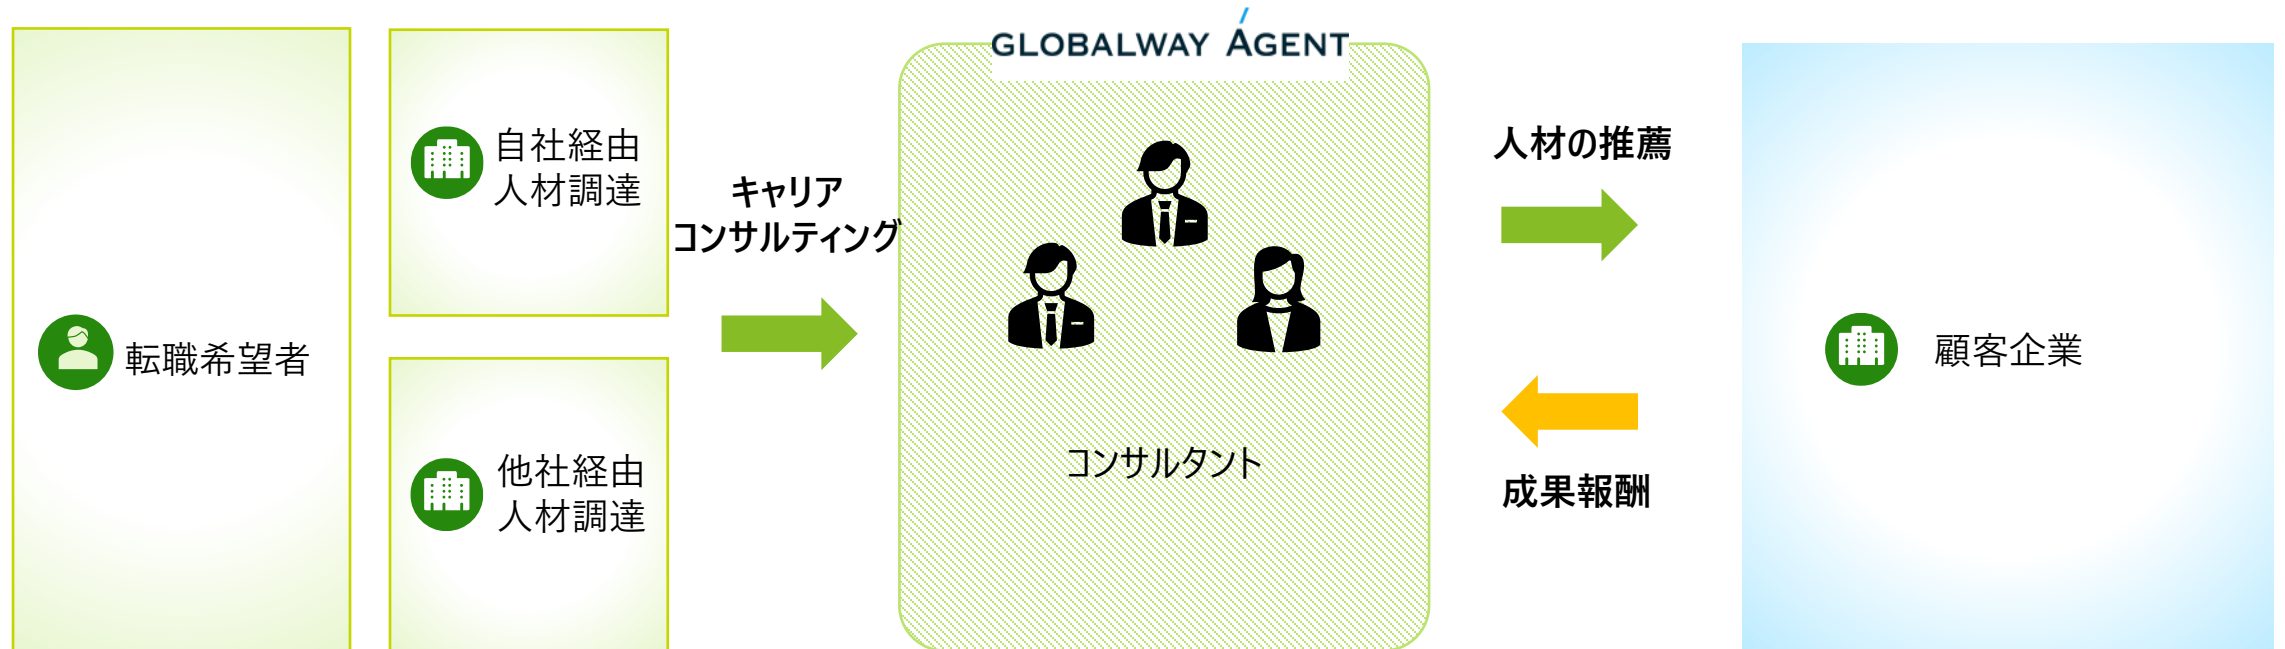 転職希望者
自社経由
人材調達
他社経由
人材調達
キャリア
コンサルティング
GLOBALWAY AGENT
コンサルタント
人材の推薦
成果報酬
顧客企業